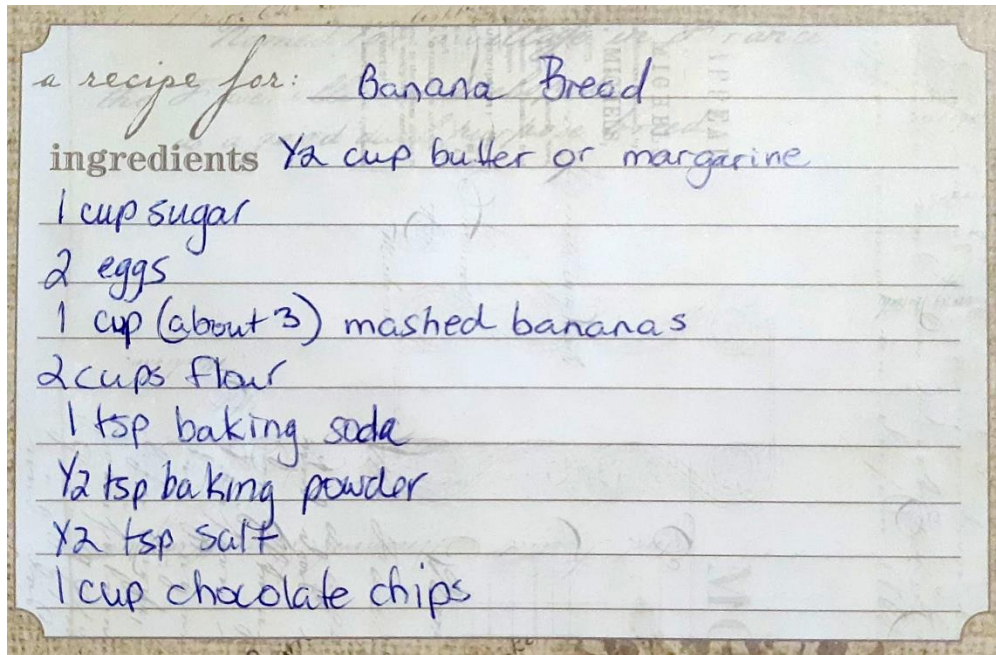 a recipe for: Banana Bread
ingredients 1/2 cup butter or margarine
1 cup sugar
2 eggs
1 cup (about 3) mashed bananas
2 cups flour
1 tsp baking soda
1/2 tsp baking powder
1/2 tsp salt
1 cup chocolate chips